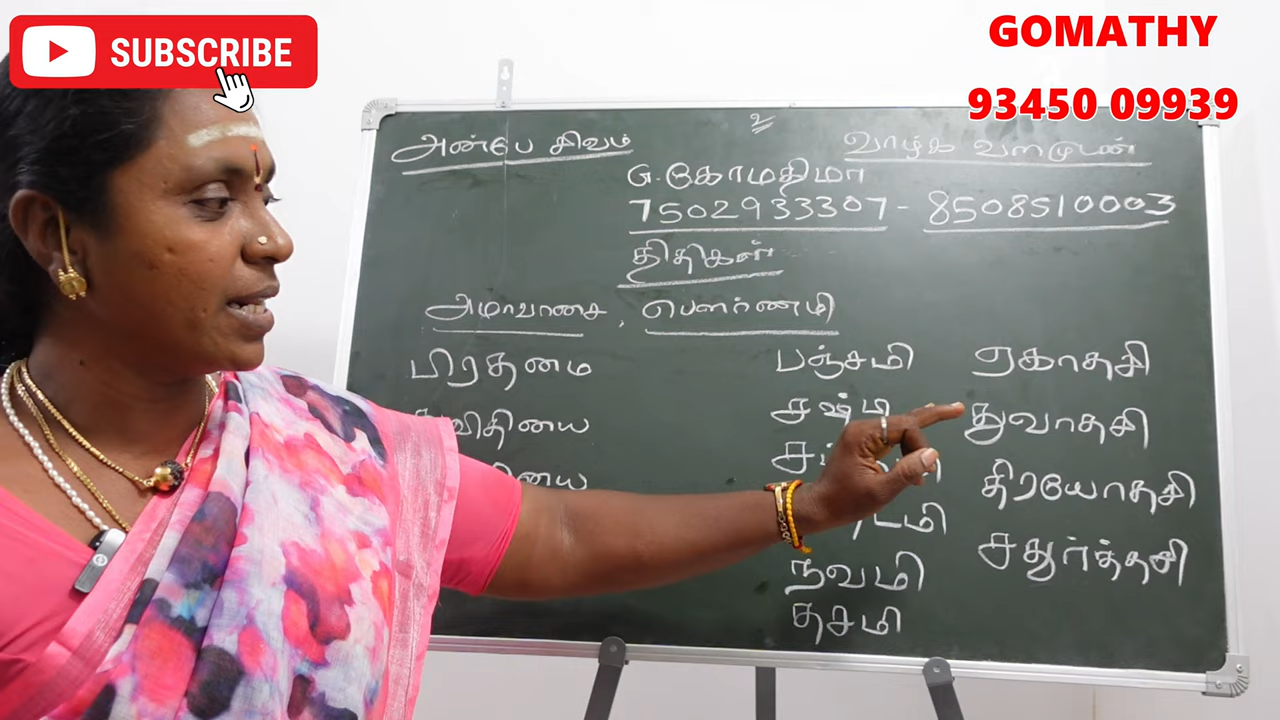 SUBSCRIBE
GOMATHY
93450 09939
உ
அன்பே சிவம்
வாழ்க வளமுடன்
G.கோமதிமா
7502933307 - 8508510003
திதிகள்
அமாவாசை, பௌர்ணமி
பிரதமை பஞ்சமி ஏகாதசி
துவாதசி
திரயோதசி
நவமி சதுர்த்தசி
தசமி